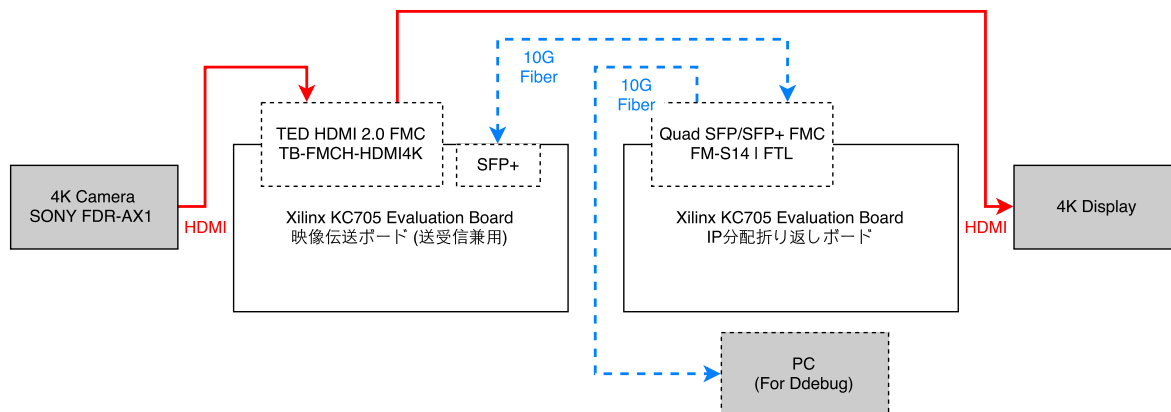 10G
Fiber
10G
Fiber
TED HDMI 2.0 FMC
TB-FMCH-HDMI4K
SFP+
Quad SFP/SFP+ FMC
FM-S14 | FTL
4K Camera
SONY FDR-AX1
HDMI
Xilinx KC705 Evaluation Board
映像伝送ボード (送受信兼用)
Xilinx KC705 Evaluation Board
IP分配折り返しボード
HDMI
4K Display
PC
(For Ddebug)